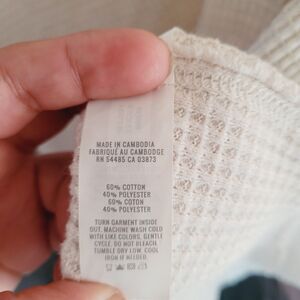 MADE IN CAMBODIA
FABRIQUÉ AU CAMBODGE
RN 54485 CA 03873
60% COTTON
40% POLYESTER
60% COTON
40% POLYESTER
TURN GARMENT INSIDE
OUT. MACHINE WASH COLD
WITH LIKE COLORS, GENTLE
CYCLE. DO NOT BLEACH.
TUMBLE DRY LOW. COOL
IRON IF NEEDED.